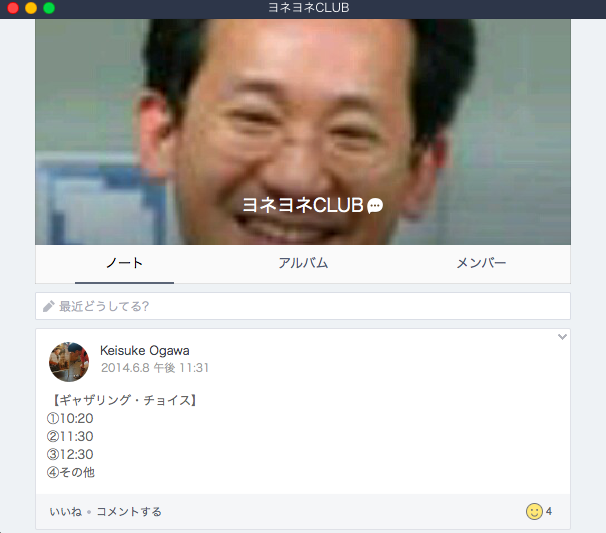 ヨネヨネCLUB
ヨネヨネCLUB
ノート アルバム メンバー
最近どうしてる?
Keisuke Ogawa
2014.6.8 午後 11:31
【ギャザリング・チョイス】
①10:20
②11:30
③12:30
④その他
いいね • コメントする 4